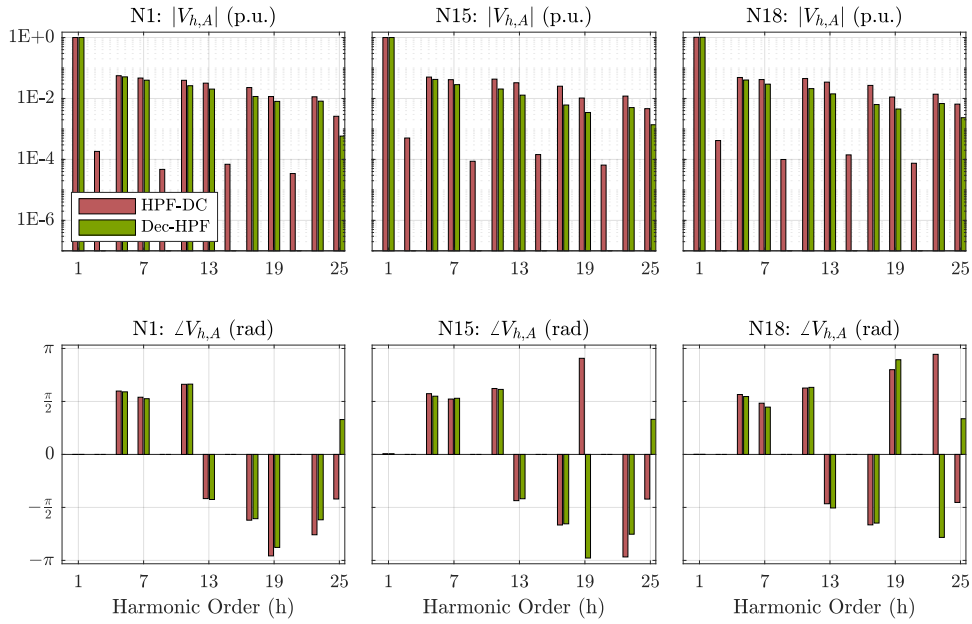 N1: |V_{h,A}| (p.u.)
N15: |V_{h,A}| (p.u.)
N18: |V_{h,A}| (p.u.)
1E+0
1E-2
1E-4
1E-6
HPF-DC
Dec-HPF
1 7 13 19 25
1 7 13 19 25
1 7 13 19 25
N1: ∠V_{h,A} (rad)
N15: ∠V_{h,A} (rad)
N18: ∠V_{h,A} (rad)
π
π/2
0
−π/2
−π
1 7 13 19 25
1 7 13 19 25
1 7 13 19 25
Harmonic Order (h)
Harmonic Order (h)
Harmonic Order (h)